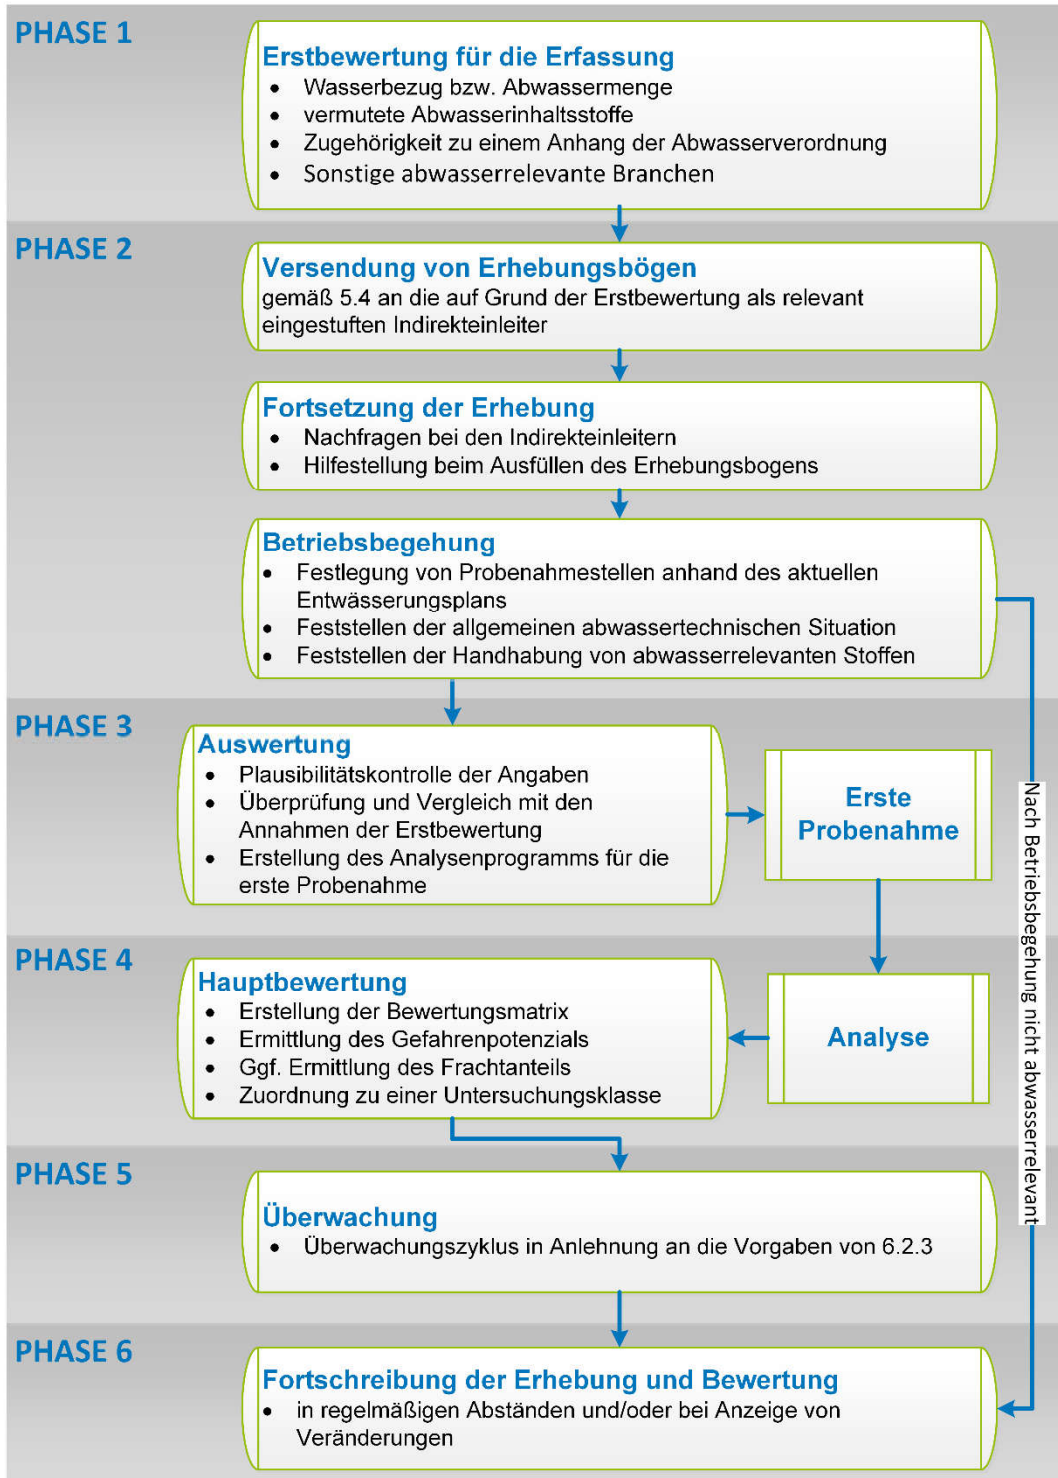 PHASE 1
Erstbewertung für die Erfassung
• Wasserbezug bzw. Abwassermenge
• vermutete Abwasserinhaltsstoffe
• Zugehörigkeit zu einem Anhang der Abwasserverordnung
• Sonstige abwasserrelevante Branchen
PHASE 2
Versendung von Erhebungsbögen
gemäß 5.4 an die auf Grund der Erstbewertung als relevant
eingestuften Indirekteinleiter
Fortsetzung der Erhebung
• Nachfragen bei den Indirekteinleitern
• Hilfestellung beim Ausfüllen des Erhebungsbogens
Betriebsbegehung
• Festlegung von Probenahmestellen anhand des aktuellen
Entwässerungsplans
• Feststellen der allgemeinen abwassertechnischen Situation
• Feststellen der Handhabung von abwasserrelevanten Stoffen
Nach Betriebsbegehung nicht abwasserrelevant
PHASE 3
Auswertung
• Plausibilitätskontrolle der Angaben
• Überprüfung und Vergleich mit den
Annahmen der Erstbewertung
• Erstellung des Analysenprogramms für die
erste Probenahme
Erste
Probenahme
PHASE 4
Hauptbewertung
• Erstellung der Bewertungsmatrix
• Ermittlung des Gefahrenpotenzials
• Ggf. Ermittlung des Frachtanteils
• Zuordnung zu einer Untersuchungsklasse
Analyse
PHASE 5
Überwachung
• Überwachungszyklus in Anlehnung an die Vorgaben von 6.2.3
PHASE 6
Fortschreibung der Erhebung und Bewertung
• in regelmäßigen Abständen und/oder bei Anzeige von
Veränderungen